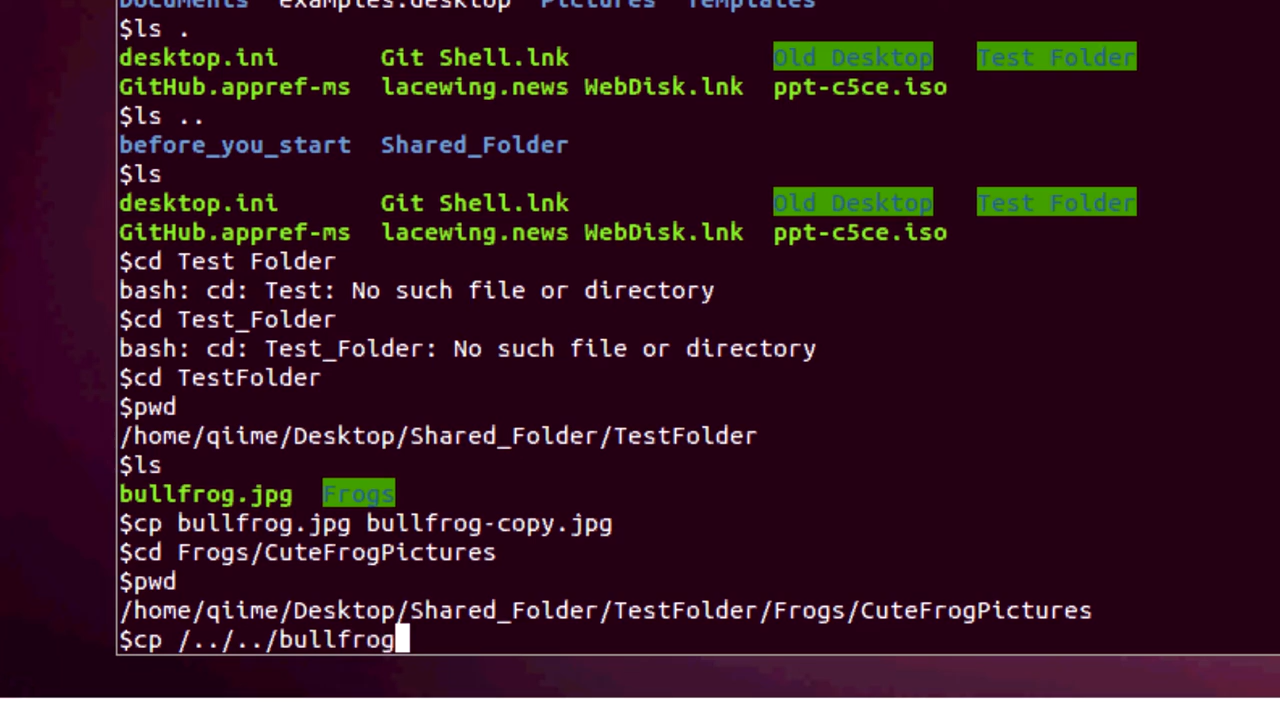 Documents examples.desktop Pictures Templates
$ls .
desktop.ini Git Shell.lnk Old Desktop Test Folder
GitHub.appref-ms lacewing.news WebDisk.lnk ppt-c5ce.iso
$ls ..
before_you_start Shared_Folder
$ls
desktop.ini Git Shell.lnk Old Desktop Test Folder
GitHub.appref-ms lacewing.news WebDisk.lnk ppt-c5ce.iso
$cd Test Folder
bash: cd: Test: No such file or directory
$cd Test_Folder
bash: cd: Test_Folder: No such file or directory
$cd TestFolder
$pwd
/home/qiime/Desktop/Shared_Folder/TestFolder
$ls
bullfrog.jpg Frogs
$cp bullfrog.jpg bullfrog-copy.jpg
$cd Frogs/CuteFrogPictures
$pwd
/home/qiime/Desktop/Shared_Folder/TestFolder/Frogs/CuteFrogPictures
$cp /../../bullfrog